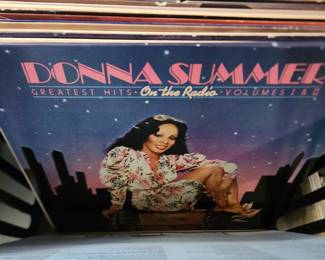 DONNA SUMMER
GREATEST HITS • On the Radio • VOLUMES I & II